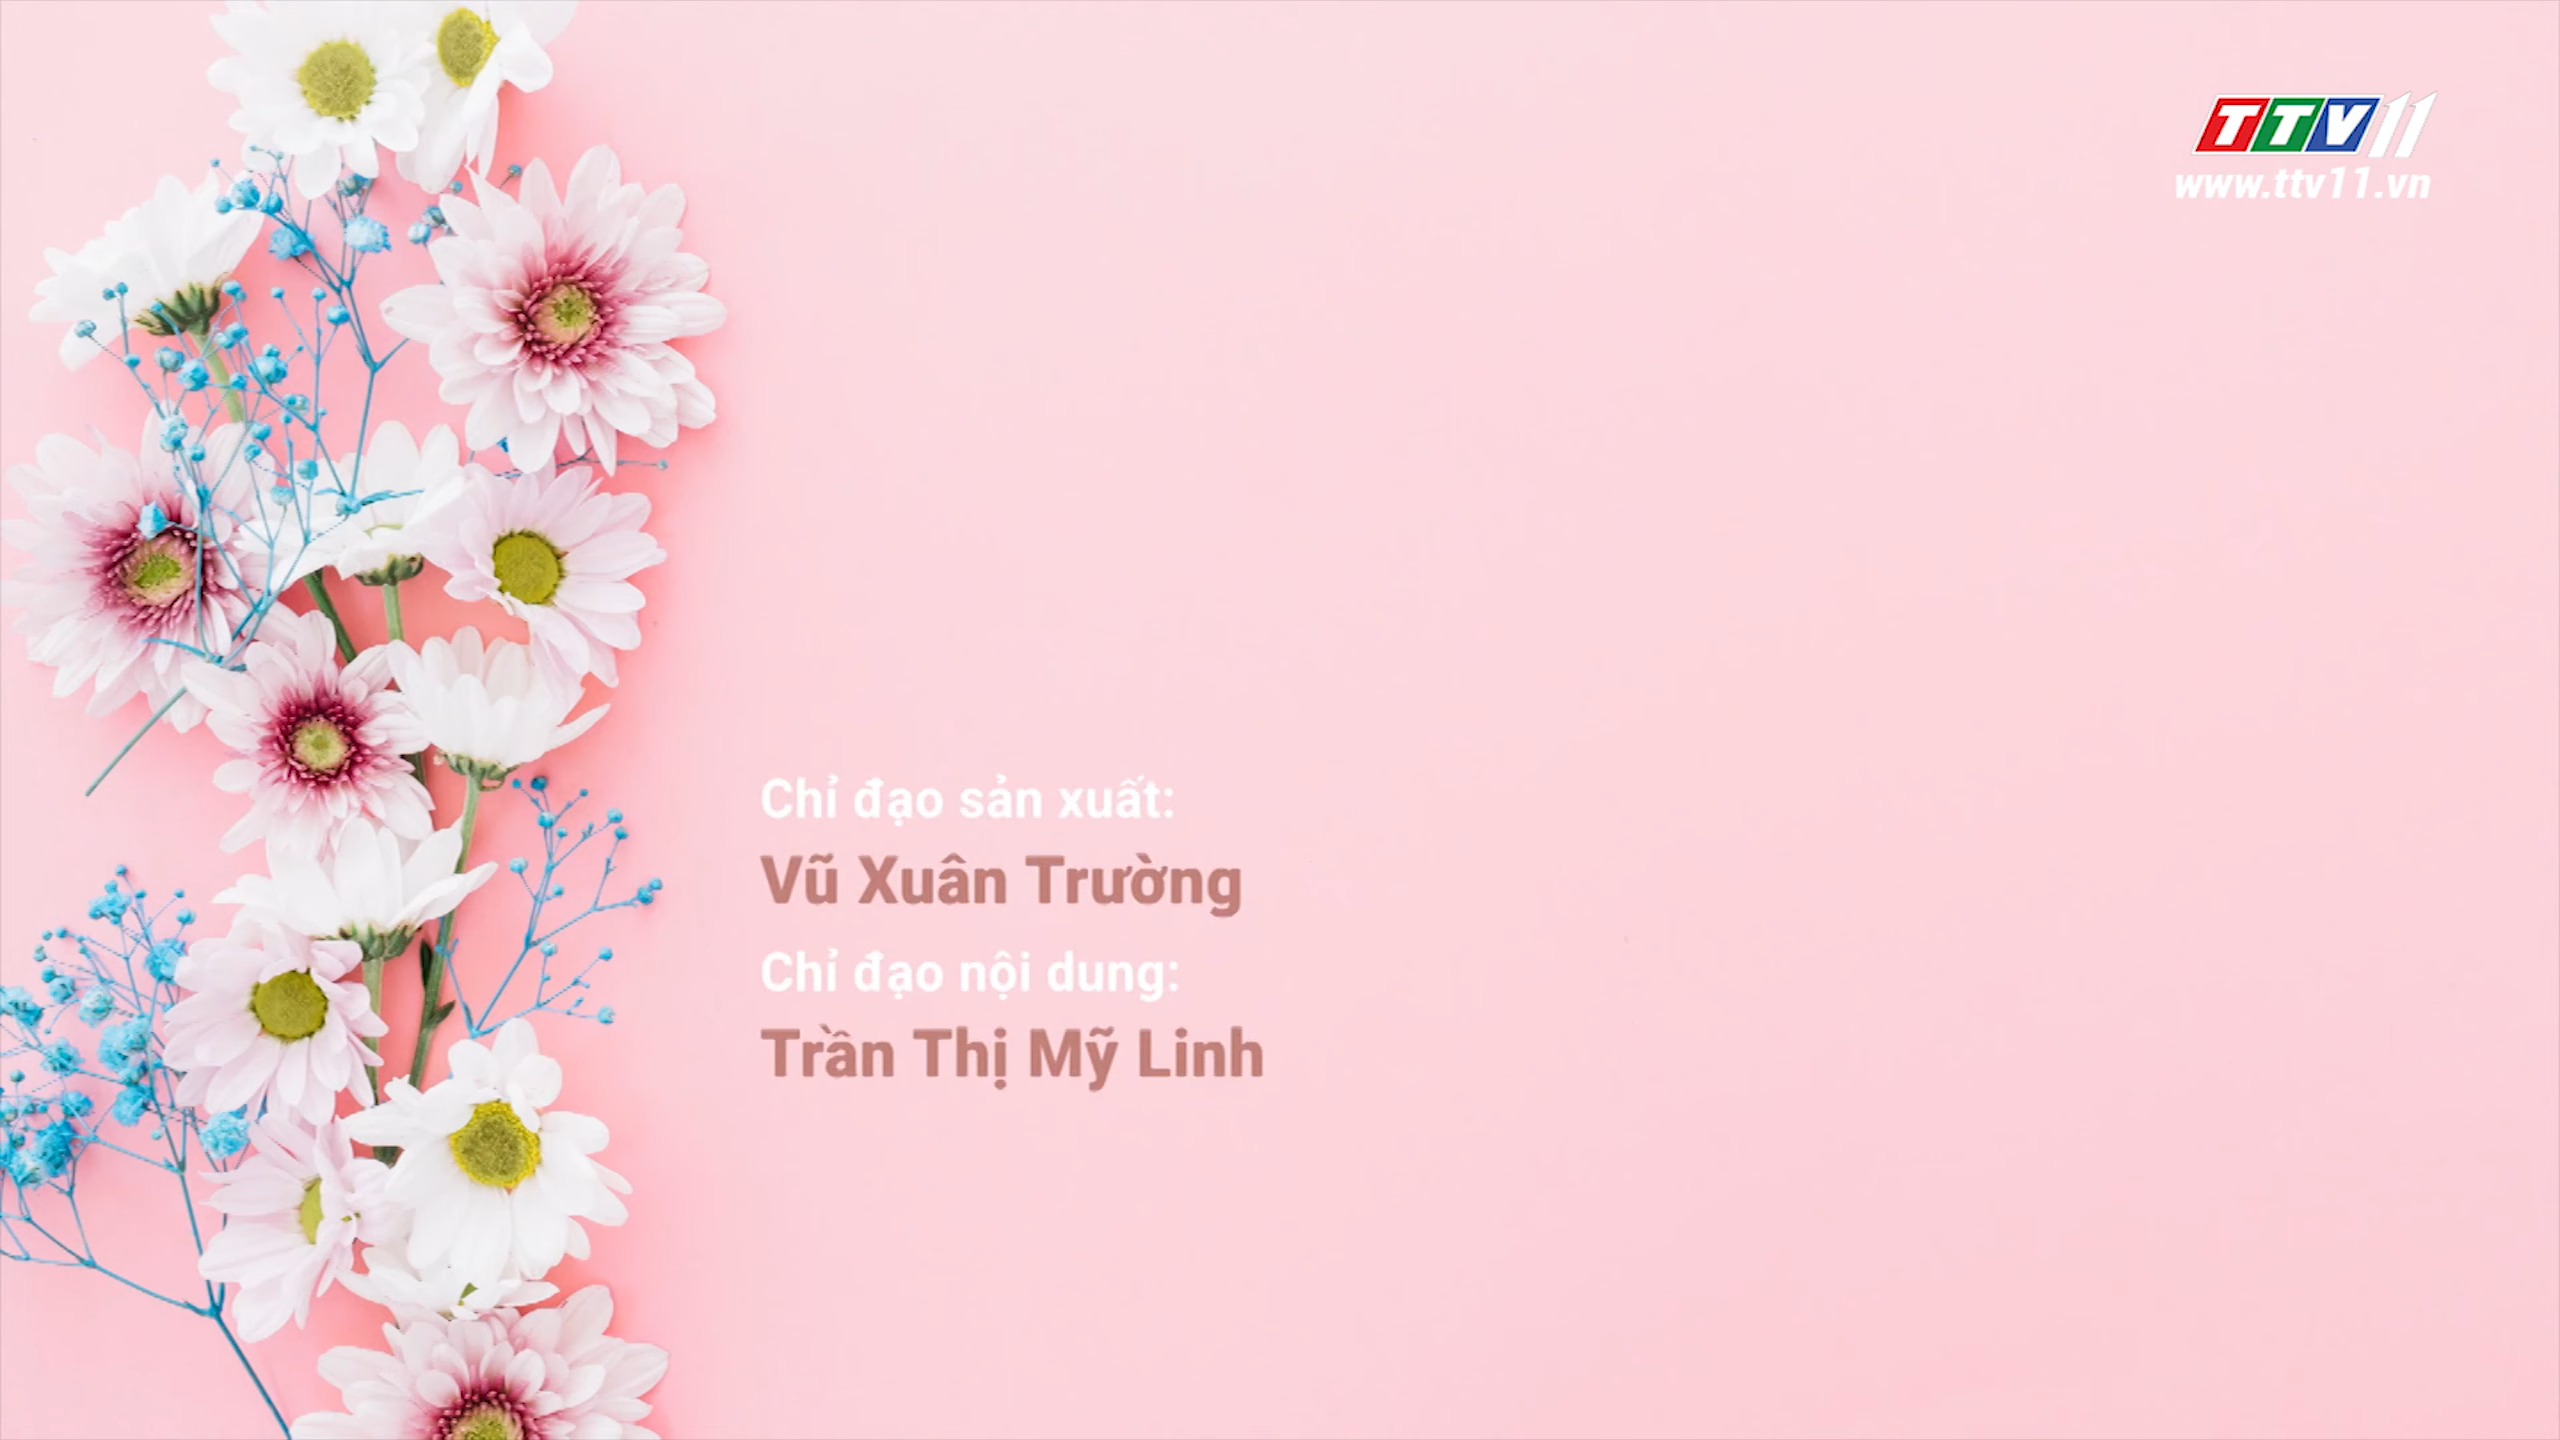 TTV11
www.ttv11.vn
Chỉ đạo sản xuất:
Vũ Xuân Trường
Chỉ đạo nội dung:
Trần Thị Mỹ Linh